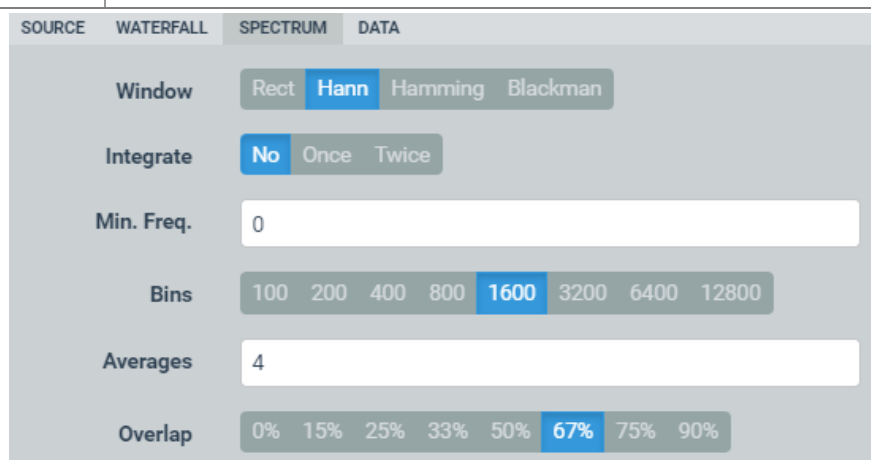 SOURCE WATERFALL SPECTRUM DATA
Window Rect Hann Hamming Blackman
Integrate No Once Twice
Min. Freq. 0
Bins 100 200 400 800 1600 3200 6400 12800
Averages 4
Overlap 0% 15% 25% 33% 50% 67% 75% 90%